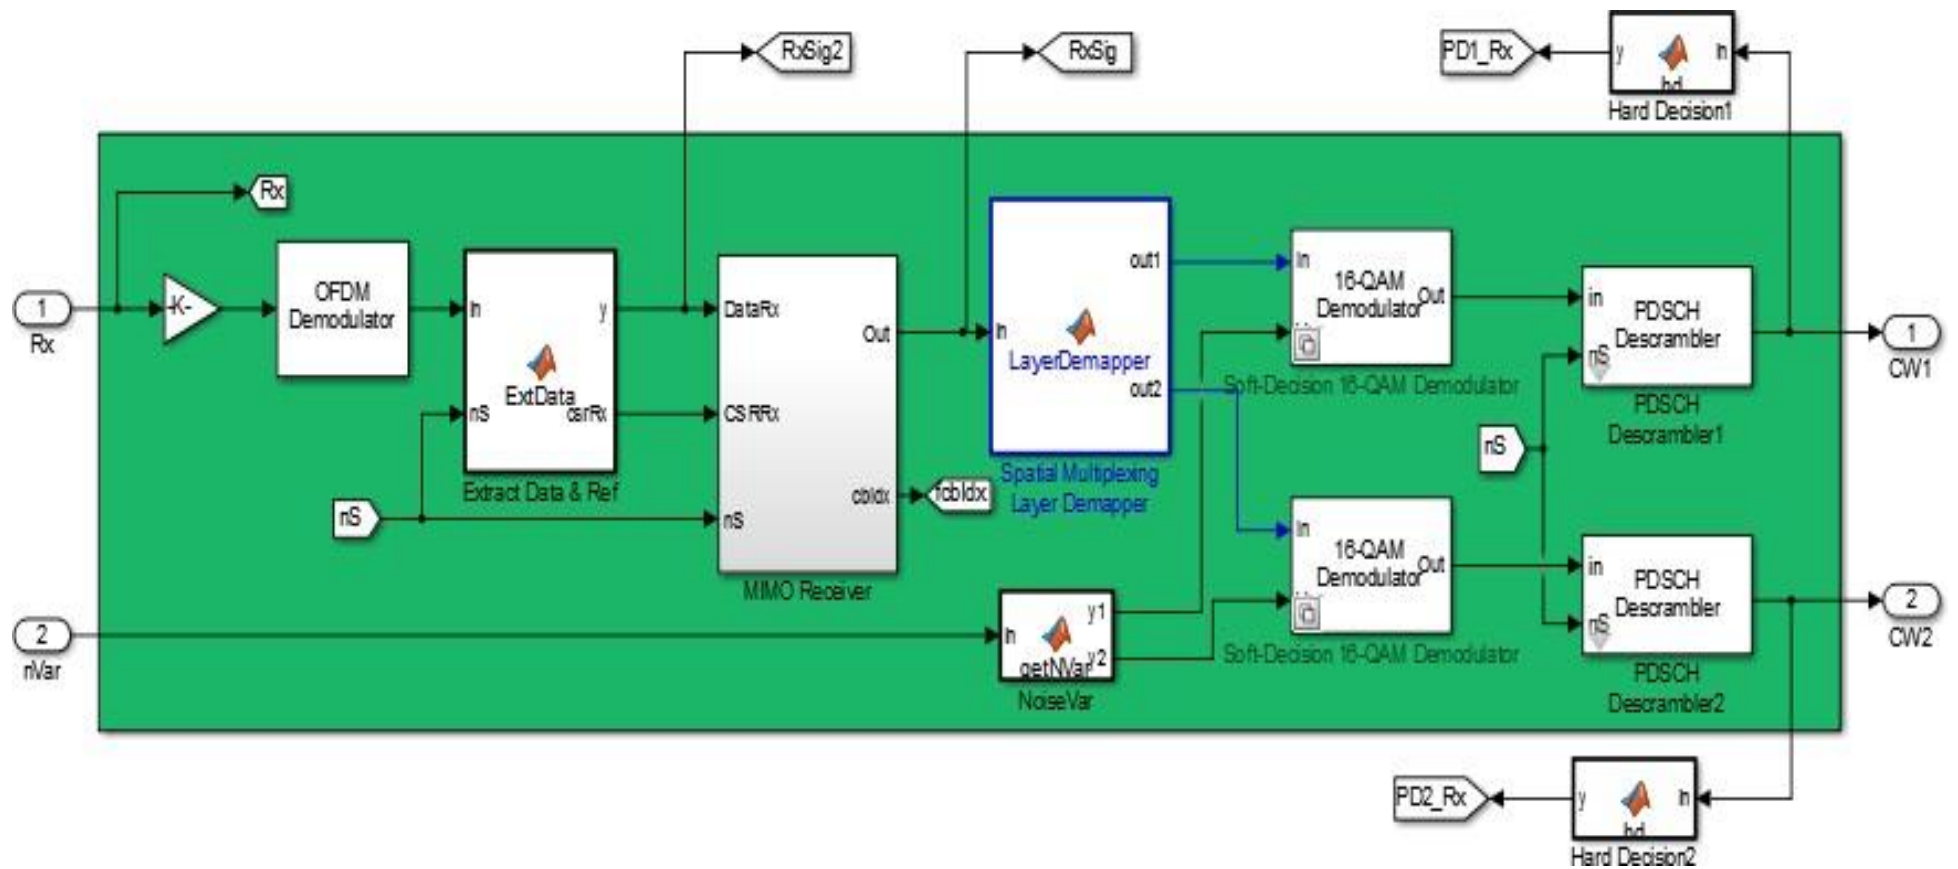 RxSig2
RxSig
PD1_Rx
y
In
hd
Hard Decision1
Rx
1
Rx
-K-
OFDM
Demodulator
In
y
ExtData
nS
csrRx
Extract Data & Ref
nS
DataRx
Out
CSRRx
cbIdx
nS
MIMO Receiver
fcbIdx
out1
In
LayerDemapper
out2
Spatial Multiplexing
Layer Demapper
In
16-QAM
Demodulator
Out
Soft-Decision 16-QAM Demodulator
in
PDSCH
Descrambler
nS
PDSCH
Descrambler1
1
CW1
nS
In
16-QAM
Demodulator
Out
Soft-Decision 16-QAM Demodulator
in
PDSCH
Descrambler
nS
PDSCH
Descrambler2
2
CW2
2
nVar
In
y1
getNVar
y2
NoiseVar
PD2_Rx
y
In
hd
Hard Decision2